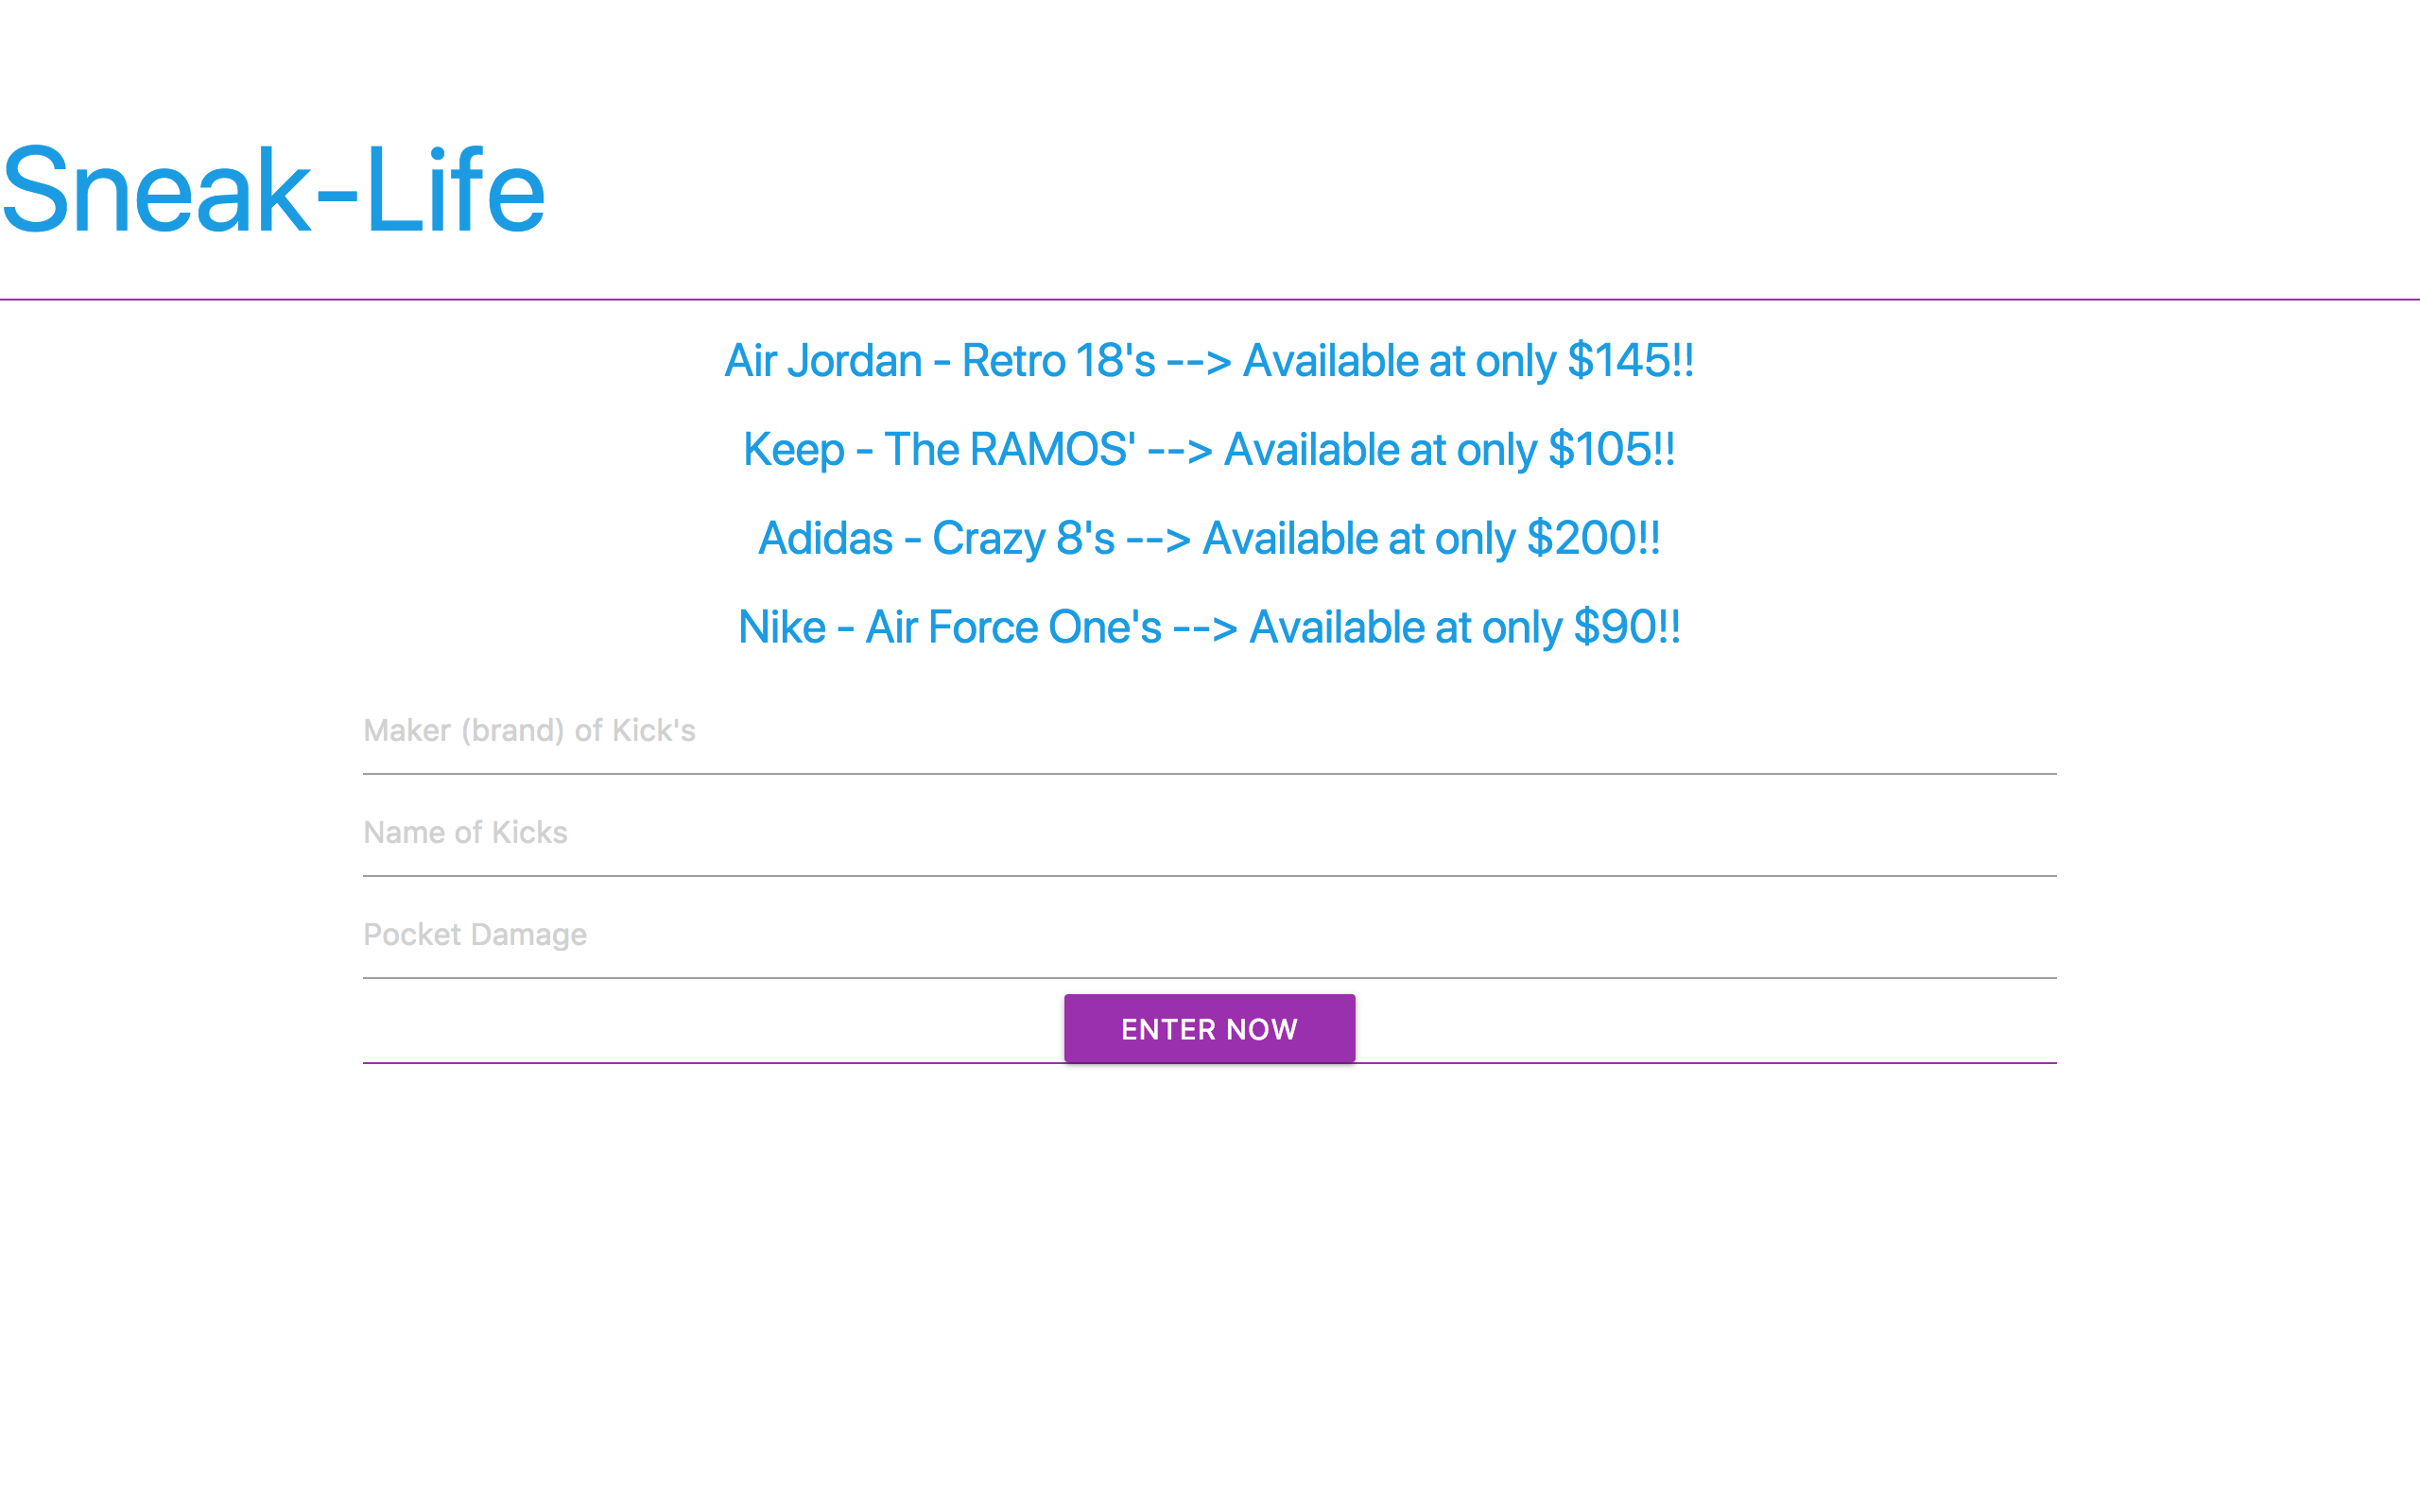 Sneak-Life
Air Jordan - Retro 18's --> Available at only $145!!
Keep - The RAMOS' --> Available at only $105!!
Adidas - Crazy 8's --> Available at only $200!!
Nike - Air Force One's --> Available at only $90!!
Maker (brand) of Kick's
Name of Kicks
Pocket Damage
ENTER NOW